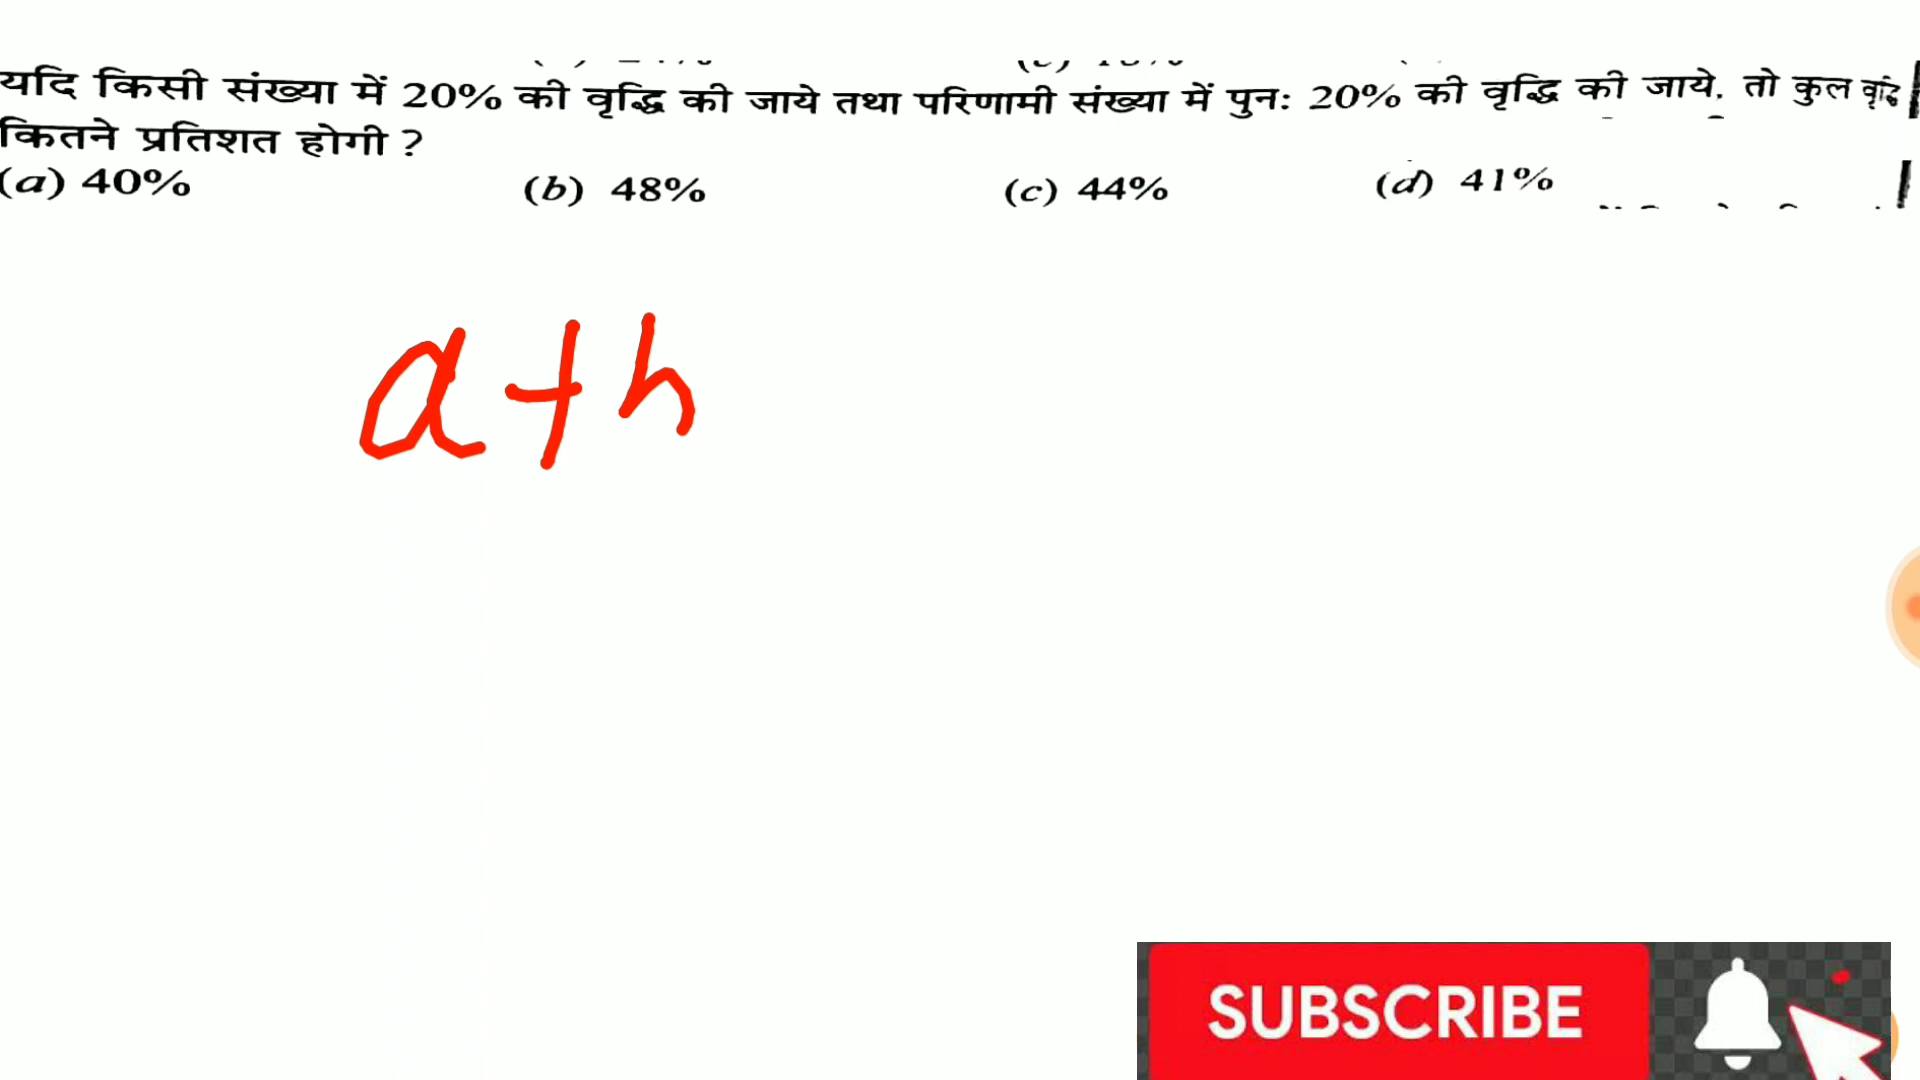 यदि किसी संख्या में 20% की वृद्धि की जाये तथा परिणामी संख्या में पुनः 20% की वृद्धि की जाये, तो कुल वृद्धि
कितने प्रतिशत होगी ?
(a) 40% (b) 48% (c) 44% (d) 41%
a+h
SUBSCRIBE